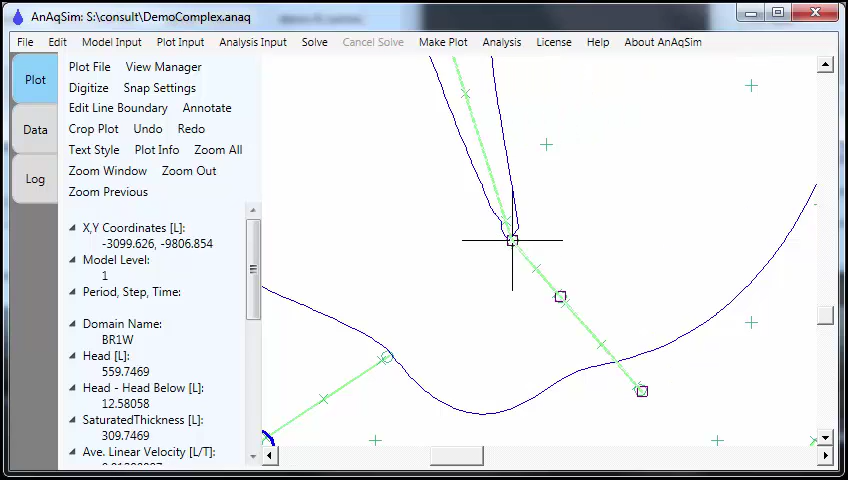 AnAqSim: S:\consult\DemoComplex.anaq
File Edit Model Input Plot Input Analysis Input Solve Cancel Solve Make Plot Analysis License Help About AnAqSim
Plot
Data
Log
Plot File View Manager
Digitize Snap Settings
Edit Line Boundary Annotate
Crop Plot Undo Redo
Text Style Plot Info Zoom All
Zoom Window Zoom Out
Zoom Previous
X,Y Coordinates [L]:
-3099.626, -9806.854
Model Level:
1
Period, Step, Time:
Domain Name:
BR1W
Head [L]:
559.7469
Head - Head Below [L]:
12.58058
SaturatedThickness [L]:
309.7469
Ave. Linear Velocity [L/T]